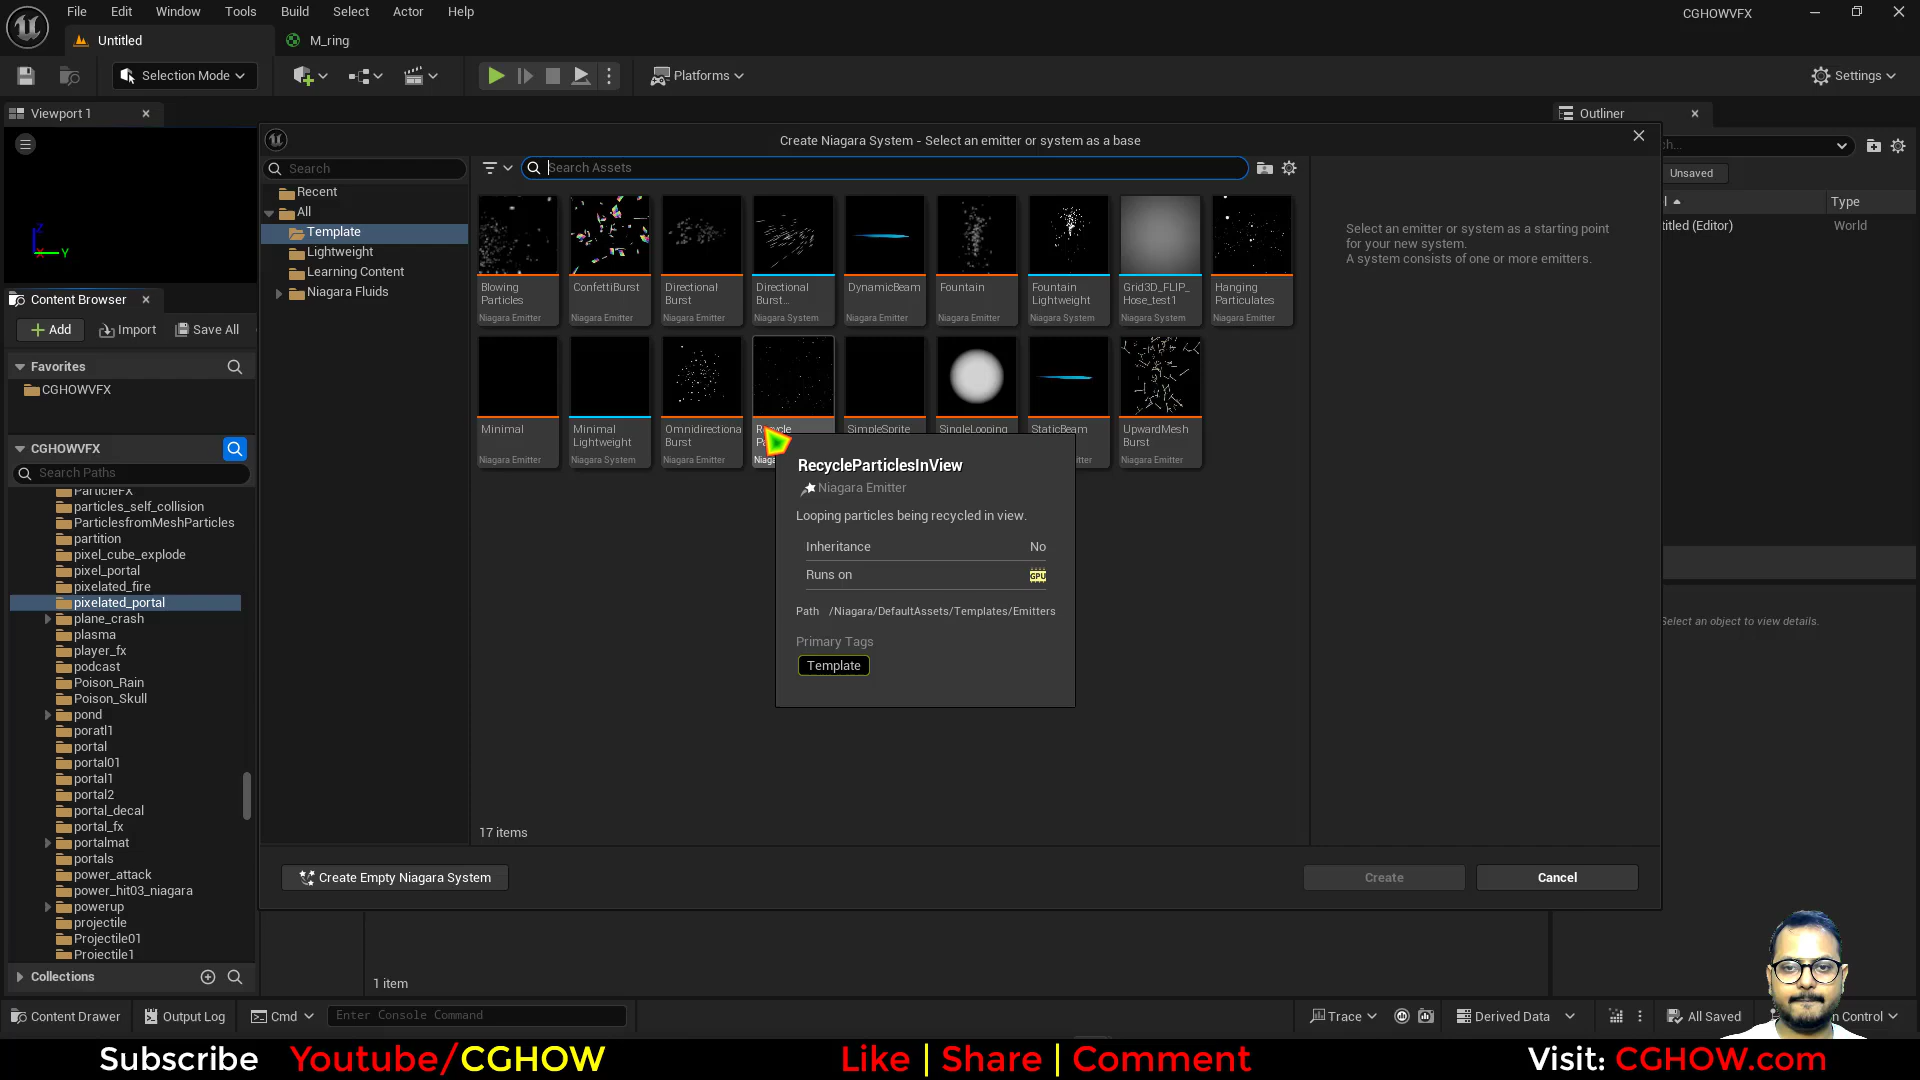 File Edit Window Tools Build Select Actor Help
CGHOWVFX
Untitled
M_ring
Selection Mode
Platforms
Settings
Viewport 1
Outliner
Create Niagara System - Select an emitter or system as a base
Search
Search Assets
Unsaved
Type
Recent
All
Template
Lightweight
Learning Content
Niagara Fluids
Z
X
Y
Blowing
Particles
Niagara Emitter
ConfettiBurst
Niagara Emitter
Directional
Burst
Niagara Emitter
Directional
Burst...
Niagara System
DynamicBeam
Niagara Emitter
Fountain
Niagara Emitter
Fountain
Lightweight
Niagara System
Grid3D_FLIP_
Hose_test1
Niagara System
Hanging
Particulates
Niagara Emitter
Select an emitter or system as a starting point
for your new system.
A system consists of one or more emitters.
titled (Editor)
World
Content Browser
Add
Import
Save All
Favorites
CGHOWVFX
CGHOWVFX
Search Paths
Minimal
Niagara Emitter
Minimal
Lightweight
Niagara System
Omnidirectiona
Burst
Niagara Emitter
SimpleSprite
SingleLooping
StaticBeam
UpwardMesh
Burst
Niagara Emitter
RecycleParticlesInView
Niagara Emitter
Looping particles being recycled in view.
Inheritance No
Runs on GPU
Path /Niagara/DefaultAssets/Templates/Emitters
Primary Tags
Template
ParticleFX
particles_self_collision
ParticlesfromMeshParticles
partition
pixel_cube_explode
pixel_portal
pixelated_fire
pixelated_portal
plane_crash
plasma
player_fx
podcast
Poison_Rain
Poison_Skull
pond
poratl1
portal
portal01
portal1
portal2
portal_decal
portal_fx
portalmat
portals
power_attack
power_hit03_niagara
powerup
projectile
Projectile01
Projectile1
Select an object to view details.
17 items
Create Empty Niagara System
Create
Cancel
Collections
1 item
Content Drawer
Output Log
Cmd
Enter Console Command
Trace
Derived Data
All Saved
Control
Subscribe Youtube/CGHOW Like | Share | Comment Visit: CGHOW.com